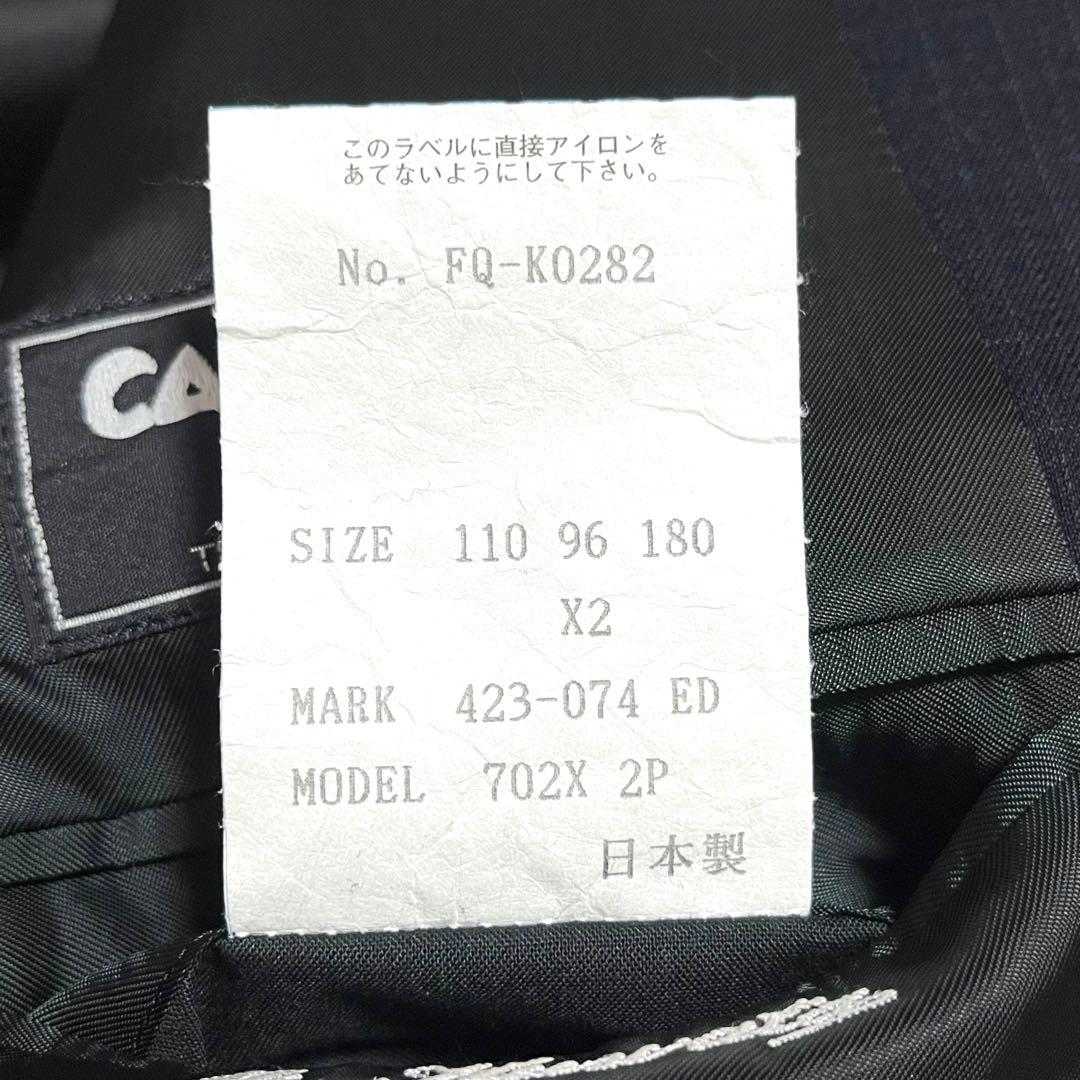 このラベルに直接アイロンを
あてないようにして下さい。
No. FQ-K0282
SIZE 110 96 180
X2
MARK 423-074 ED
MODEL 702X 2P
日本製